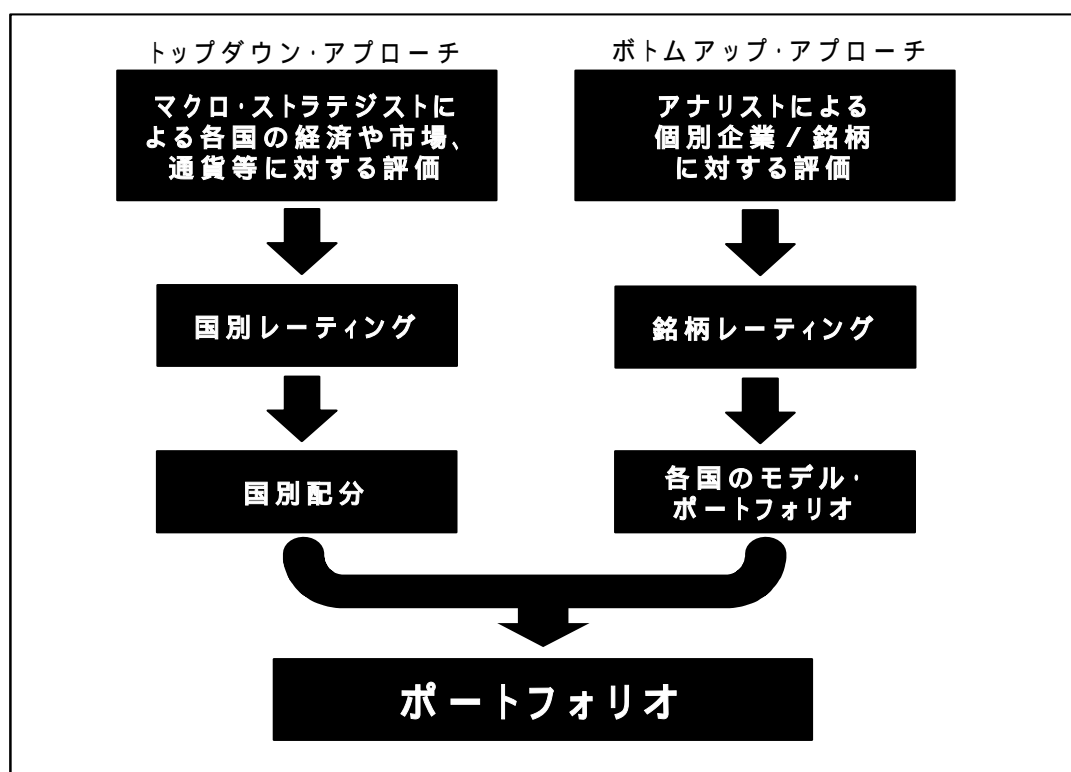 トップダウン・アプローチ
マクロ・ストラテジストに
よる各国の経済や市場、
通貨等に対する評価
国別レーティング
国別配分
ボトムアップ・アプローチ
アナリストによる
個別企業/銘柄
に対する評価
銘柄レーティング
各国のモデル・
ポートフォリオ
ポートフォリオ